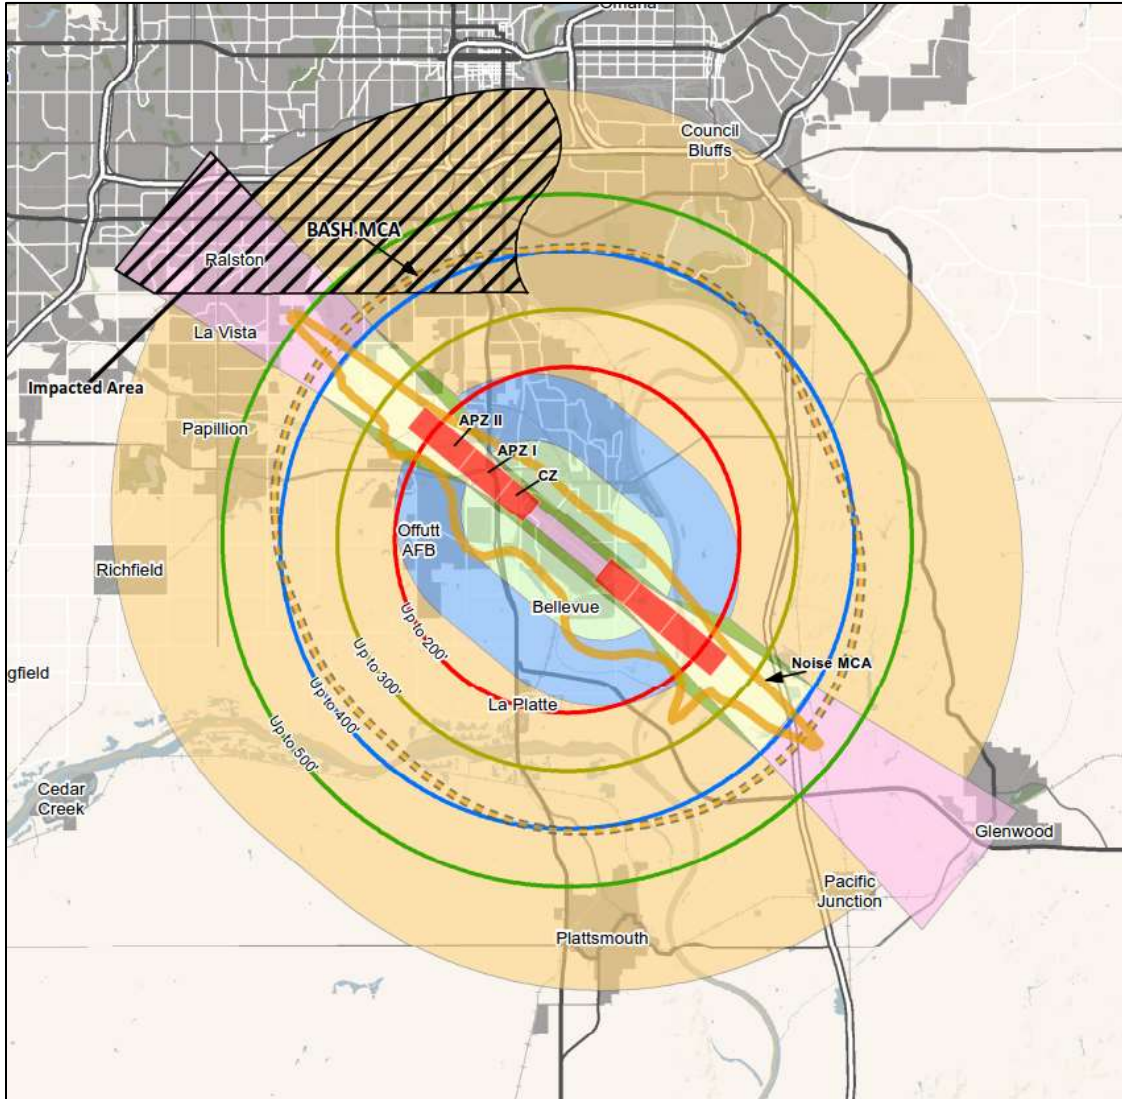 Omaha
Council
Bluffs
BASH MCA
Ralston
La Vista
Impacted Area
Papillion
APZ II
APZ I
CZ
Offutt
AFB
Richfield
Bellevue
Up to 200'
Up to 300'
Noise MCA
gfield
Up to 400'
La Platte
Up to 500'
Cedar
Creek
Glenwood
Pacific
Junction
Plattsmouth